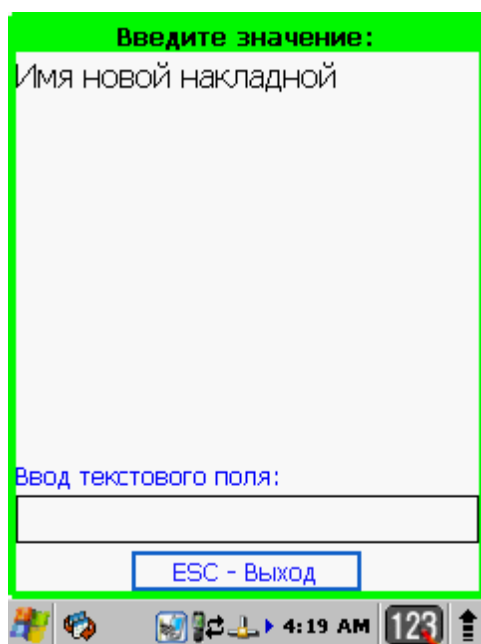 Введите значение:
Имя новой накладной
Ввод текстового поля:
ESC - Выход
4:19 AM
123